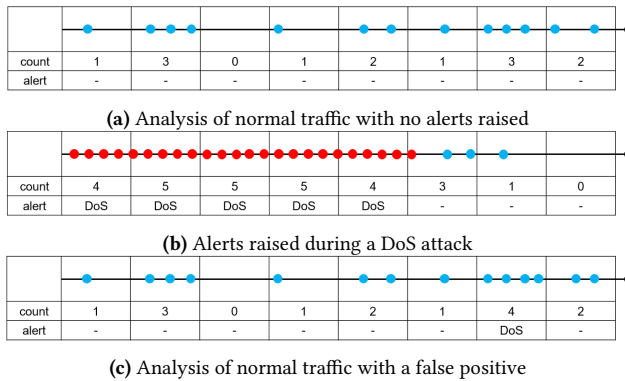 count 1 3 0 1 2 1 3 2
alert - - - - - - - -
(a) Analysis of normal traffic with no alerts raised
count 4 5 5 5 4 3 1 0
alert DoS DoS DoS DoS DoS - - -
(b) Alerts raised during a DoS attack
count 1 3 0 1 2 1 4 2
alert - - - - - - DoS -
(c) Analysis of normal traffic with a false positive